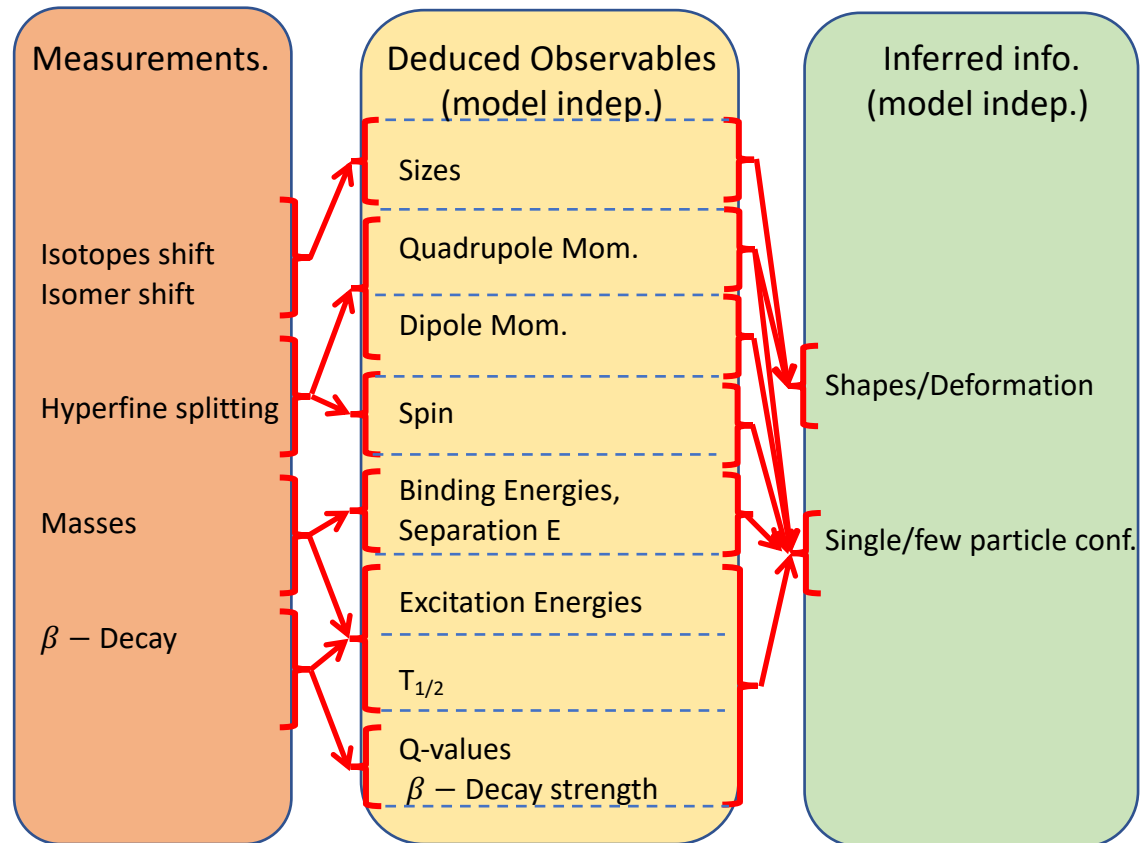 Measurements.
Isotopes shift
Isomer shift
Hyperfine splitting
Masses
β − Decay
Deduced Observables
(model indep.)
Sizes
Quadrupole Mom.
Dipole Mom.
Spin
Binding Energies,
Separation E
Excitation Energies
T1/2
Q-values
β − Decay strength
Inferred info.
(model indep.)
Shapes/Deformation
Single/few particle conf.